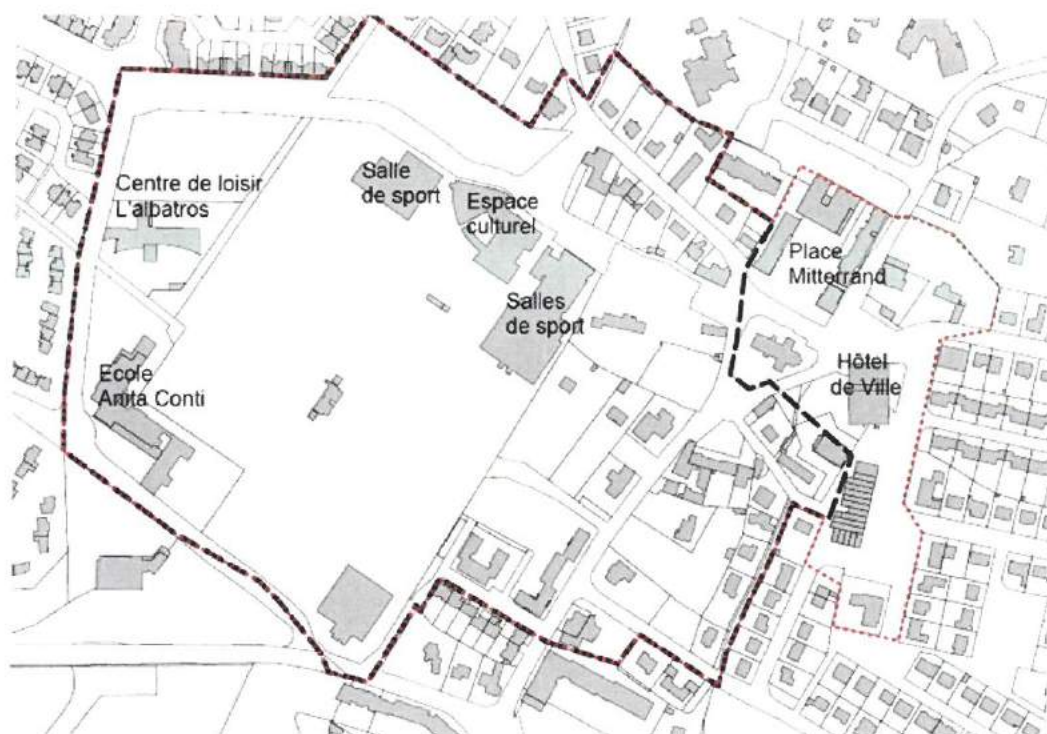 Centre de loisir
L'albatros
Salle
de sport
Espace
culturel
Salles
de sport
Place
Mitterrand
Hôtel
de Ville
Ecole
Anita Conti